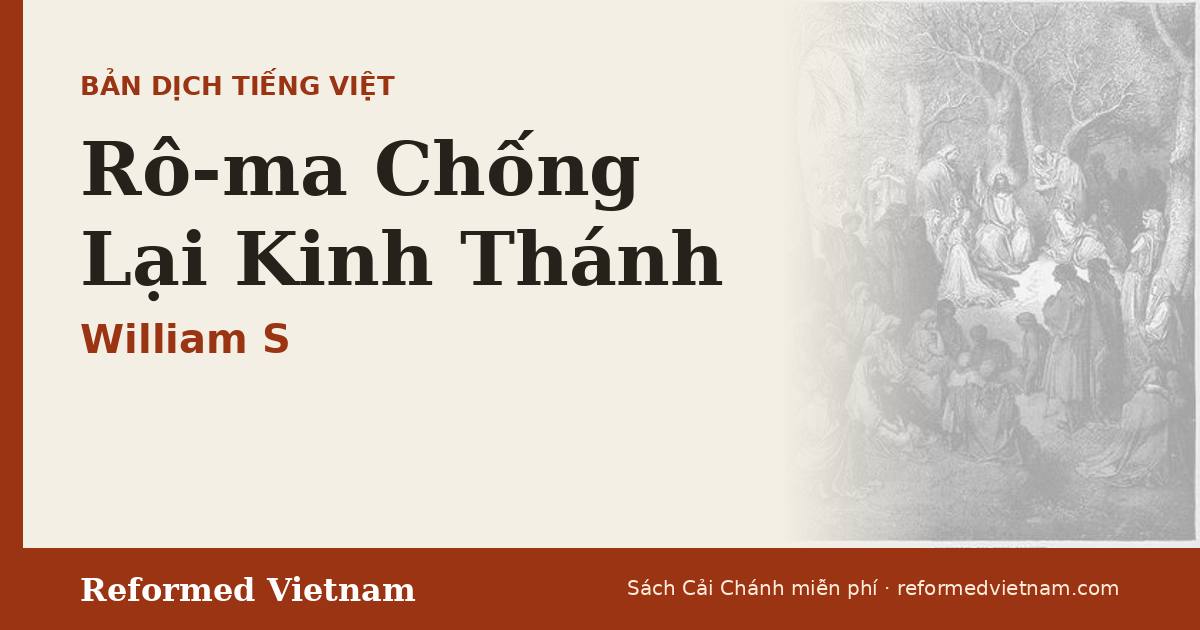 BẢN DỊCH TIẾNG VIỆT
Rô-ma Chống
Lại Kinh Thánh
William S
Reformed Vietnam
Sách Cải Chánh miễn phí · reformedvietnam.com